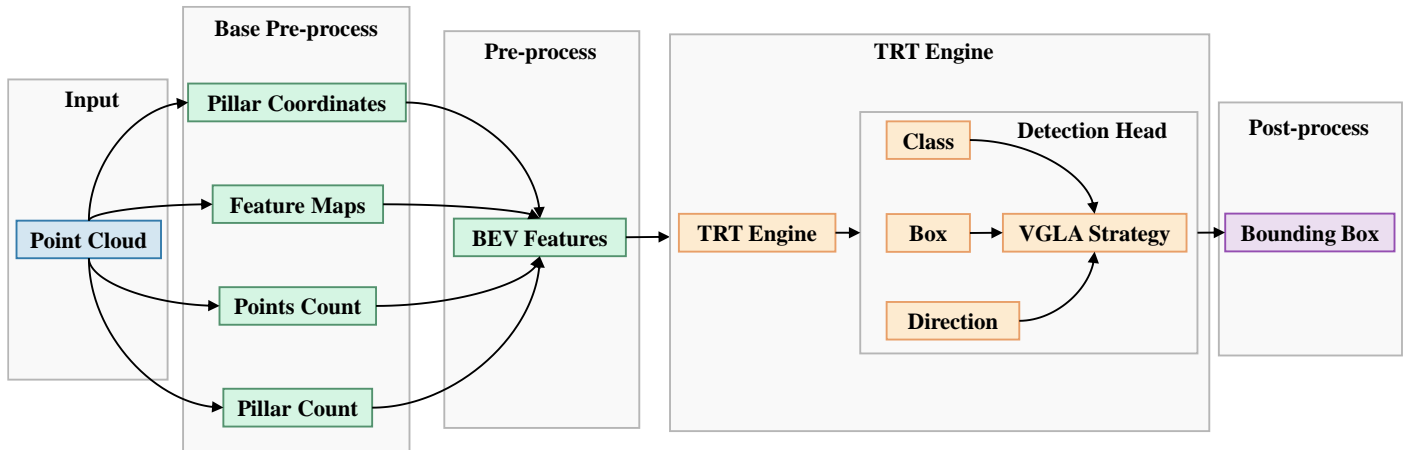 Input
Point Cloud
Base Pre-process
Pillar Coordinates
Feature Maps
Points Count
Pillar Count
Pre-process
BEV Features
TRT Engine
TRT Engine
Detection Head
Class
Box
Direction
VGLA Strategy
Post-process
Bounding Box